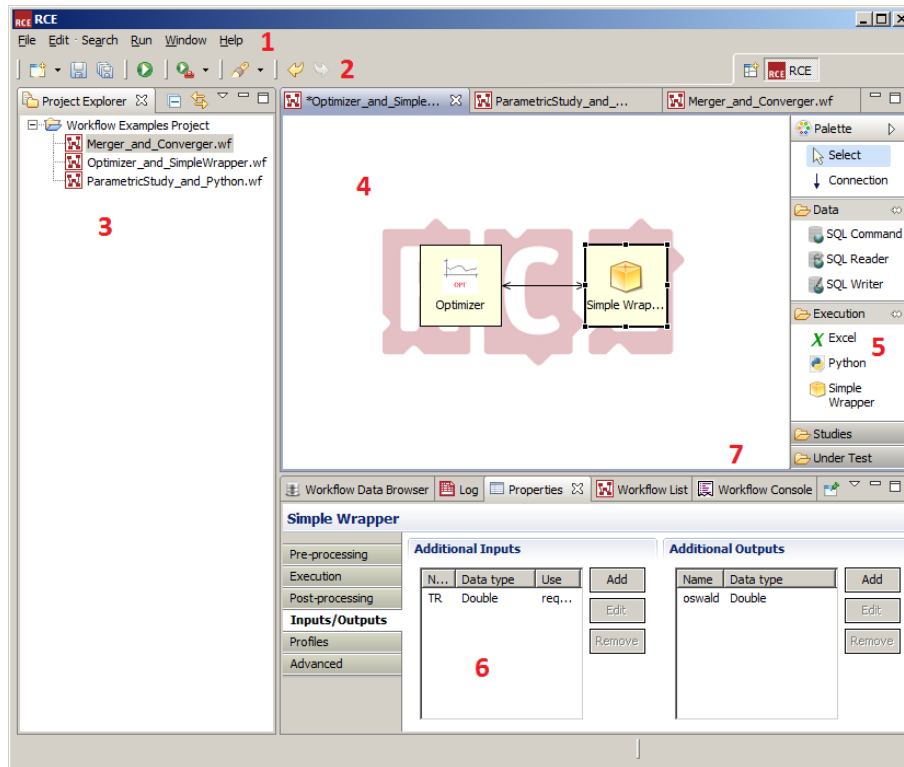 RCE RCE
File Edit Search Run Window Help 1
2
RCE RCE
Project Explorer
Workflow Examples Project
Merger_and_Converger.wf
Optimizer_and_SimpleWrapper.wf
ParametricStudy_and_Python.wf
3
*Optimizer_and_Simple... ParametricStudy_and_... Merger_and_Converger.wf
4
RCE
OPT
Optimizer
Simple Wrap...
Palette
Select
Connection
Data
SQL Command
SQL Reader
SQL Writer
Execution
Excel
5
Python
Simple
Wrapper
Studies
Under Test
7
Workflow Data Browser Log Properties Workflow List Workflow Console
Simple Wrapper
Pre-processing
Execution
Post-processing
Inputs/Outputs
Profiles
Advanced
Additional Inputs
N... Data type Use
TR Double req...
Add
Edit
Remove
6
Additional Outputs
Name Data type
oswald Double
Add
Edit
Remove